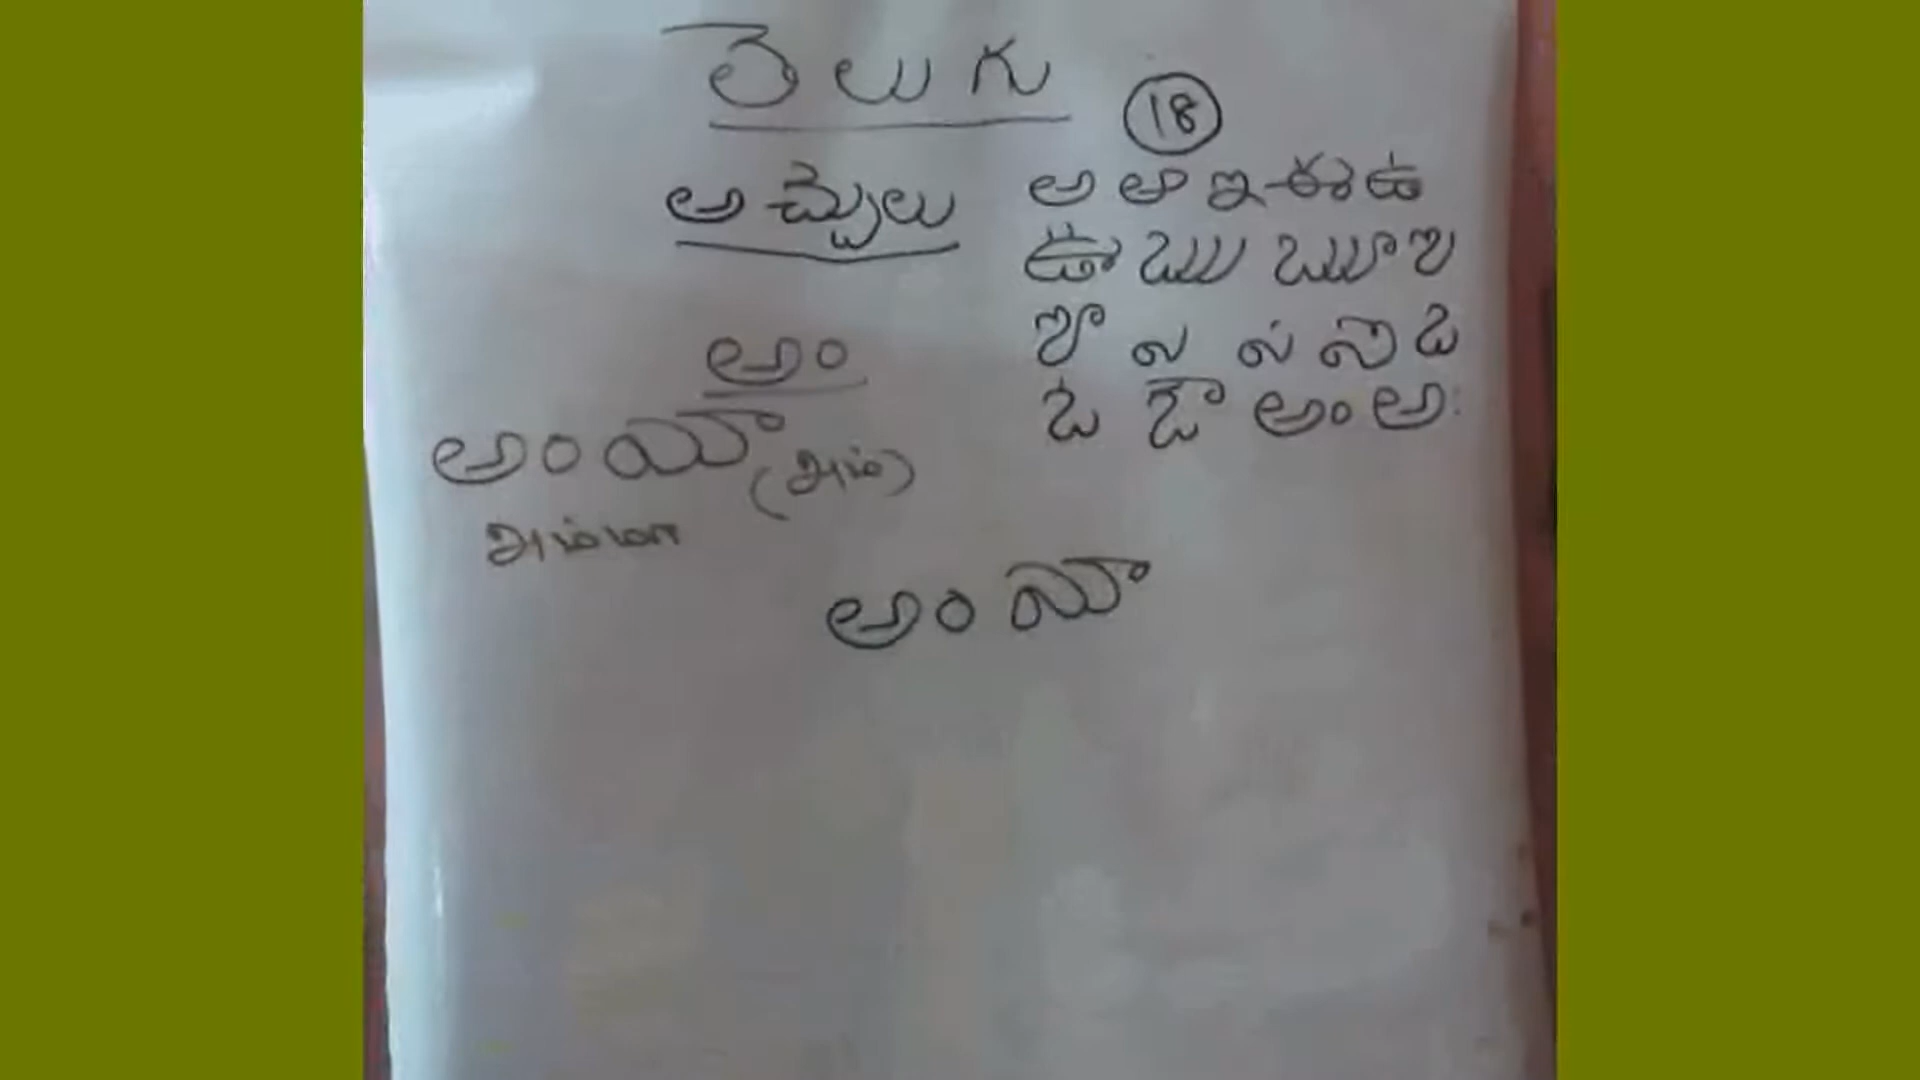 తెలుగు
18
అచ్చులు
అ ఆ ఇ ఈ ఉ
ఊ ఋ ౠ ఌ
ౡ ఎ ఏ ఐ ఒ
ఓ ఔ అం అః
అం
అంమా (அம்)
அம்மா
అంమా